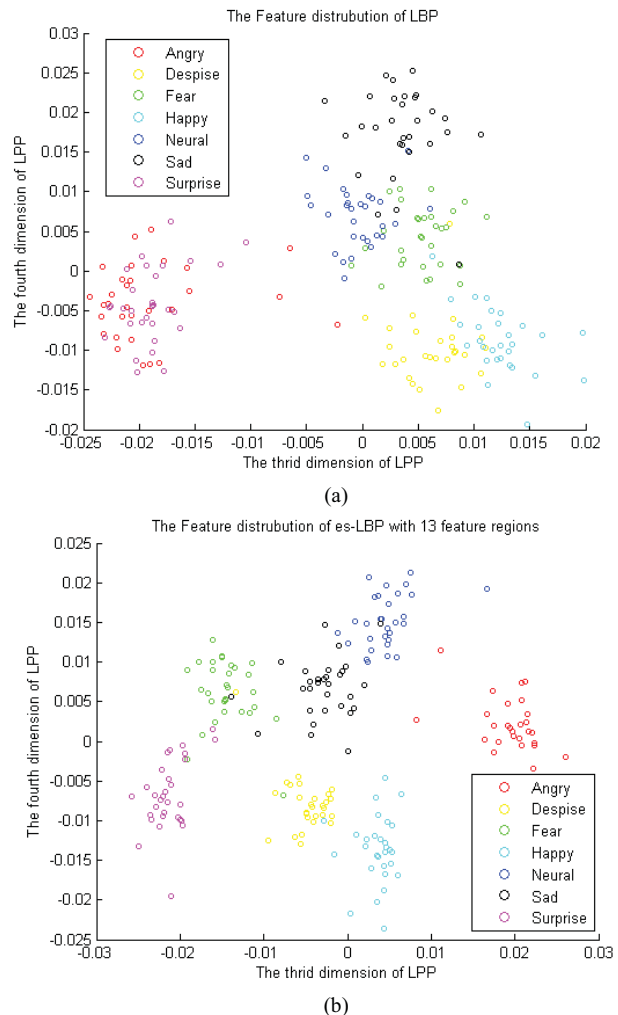 The Feature distrubution of LBP
0.03
0.025
0.02
0.015
0.01
0.005
0
-0.005
-0.01
-0.015
-0.02
Angry
Despise
Fear
Happy
Neural
Sad
Surprise
The fourth dimension of LPP
-0.025 -0.02 -0.015 -0.01 -0.005 0 0.005 0.01 0.015 0.02
The thrid dimension of LPP
(a)
The Feature distrubution of es-LBP with 13 feature regions
0.025
0.02
0.015
0.01
0.005
0
-0.005
-0.01
-0.015
-0.02
-0.025
The fourth dimension of LPP
Angry
Despise
Fear
Happy
Neural
Sad
Surprise
-0.03 -0.02 -0.01 0 0.01 0.02 0.03
The thrid dimension of LPP
(b)